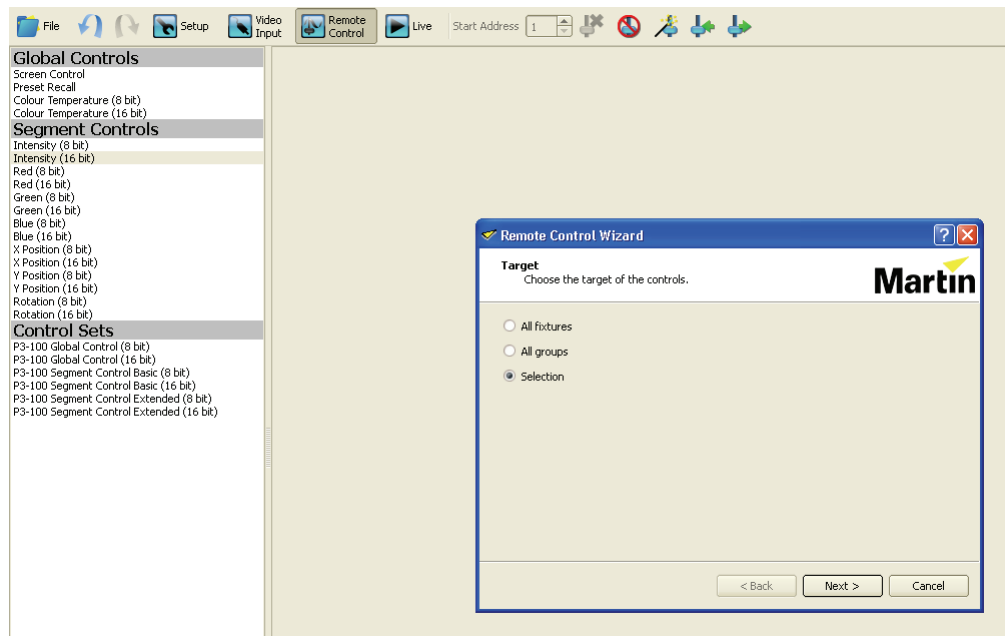 File
Setup
Video
Input
Remote
Control
Live
Start Address
1
Global Controls
Screen Control
Preset Recall
Colour Temperature (8 bit)
Colour Temperature (16 bit)
Segment Controls
Intensity (8 bit)
Intensity (16 bit)
Red (8 bit)
Red (16 bit)
Green (8 bit)
Green (16 bit)
Blue (8 bit)
Blue (16 bit)
X Position (8 bit)
X Position (16 bit)
Y Position (8 bit)
Y Position (16 bit)
Rotation (8 bit)
Rotation (16 bit)
Control Sets
P3-100 Global Control (8 bit)
P3-100 Global Control (16 bit)
P3-100 Segment Control Basic (8 bit)
P3-100 Segment Control Basic (16 bit)
P3-100 Segment Control Extended (8 bit)
P3-100 Segment Control Extended (16 bit)
Remote Control Wizard
Target
Choose the target of the controls.
Martin
All fixtures
All groups
Selection
< Back
Next >
Cancel